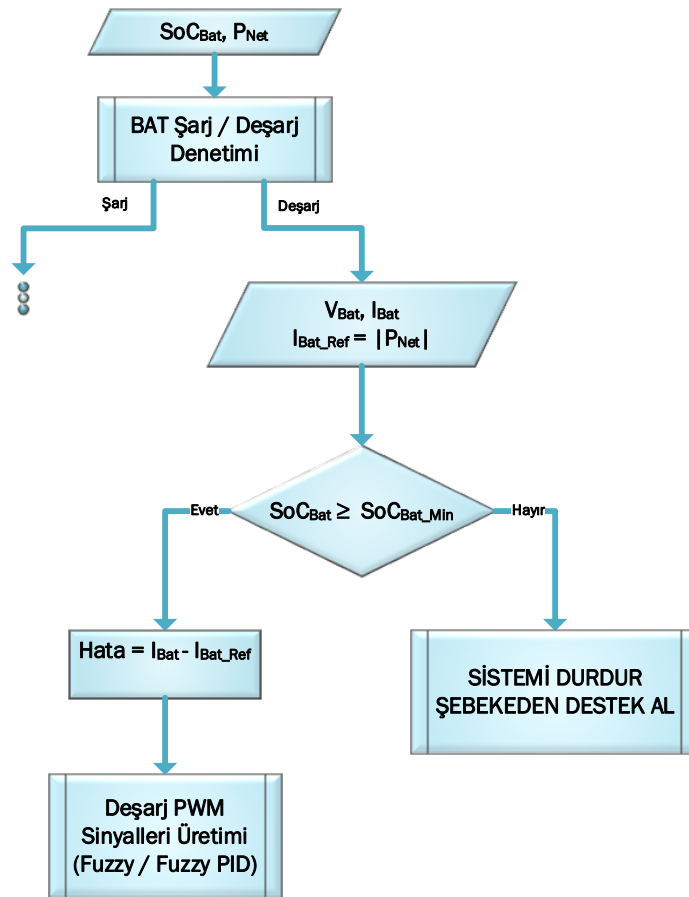 SoCBat, PNet
BAT Şarj / Deşarj
Denetimi
Şarj
Deşarj
VBat, IBat
IBat_Ref = |PNet|
SoCBat ≥ SoCBat_Min
Evet
Hayır
Hata = IBat - IBat_Ref
SİSTEMİ DURDUR
ŞEBEKEDEN DESTEK AL
Deşarj PWM
Sinyalleri Üretimi
(Fuzzy / Fuzzy PID)